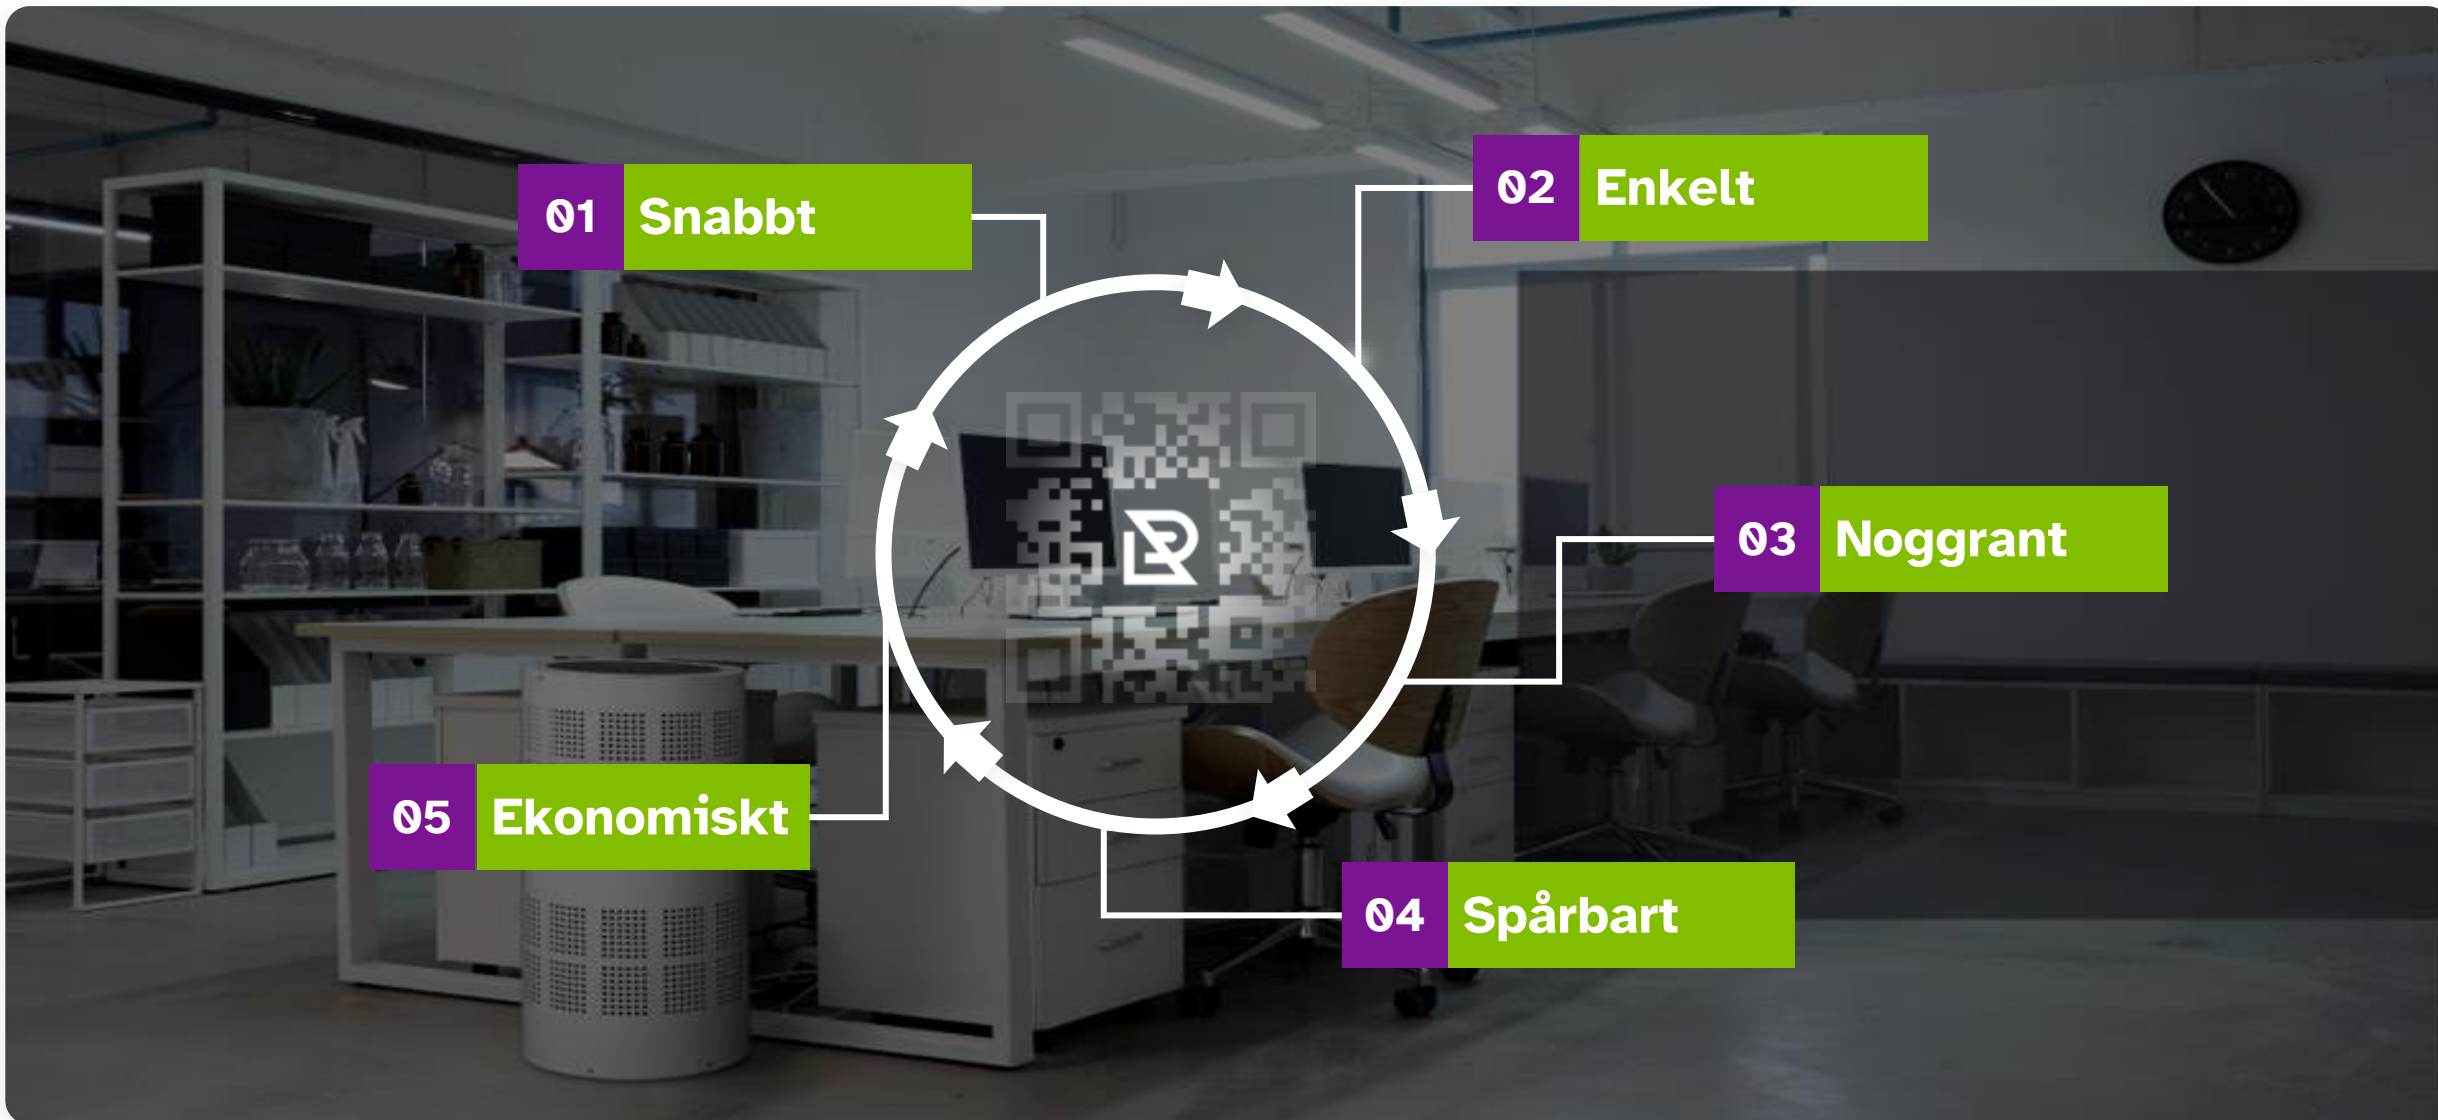 01 Snabbt
02 Enkelt
03 Noggrant
04 Spårbart
05 Ekonomiskt